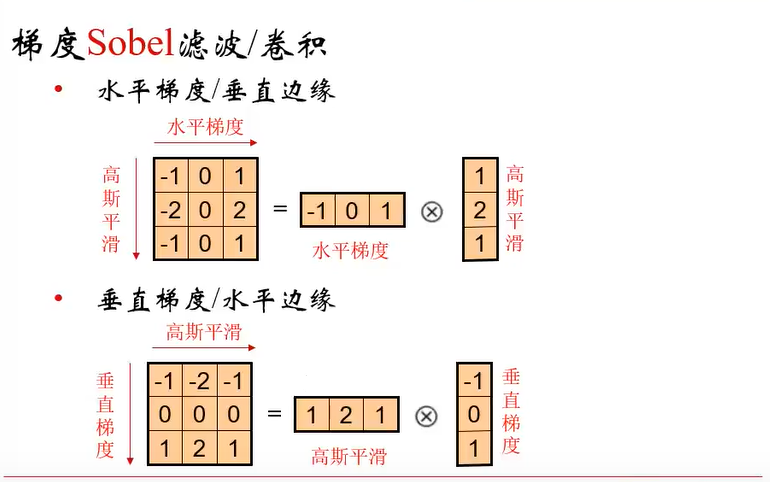 梯度Sobel滤波/卷积
• 水平梯度/垂直边缘
水平梯度
高斯平滑
-1 0 1
-2 0 2
-1 0 1
=
-1 0 1
⊗
1
2
1
高斯平滑
水平梯度
• 垂直梯度/水平边缘
高斯平滑
垂直梯度
-1 -2 -1
0 0 0
1 2 1
=
1 2 1
⊗
-1
0
1
垂直梯度
高斯平滑